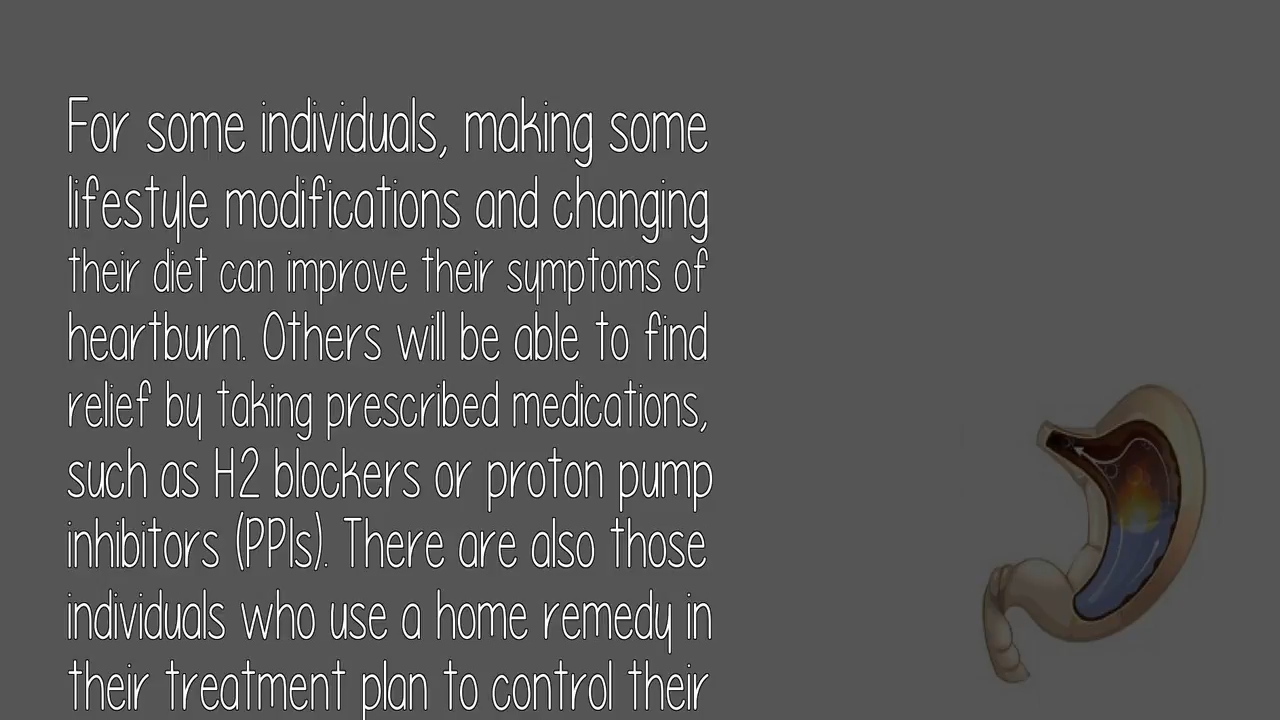 For some individuals, making some
lifestyle modifications and changing
their diet can improve their symptoms of
heartburn. Others will be able to find
relief by taking prescribed medications,
such as H2 blockers or proton pump
inhibitors (PPIs). There are also those
individuals who use a home remedy in
their treatment plan to control their